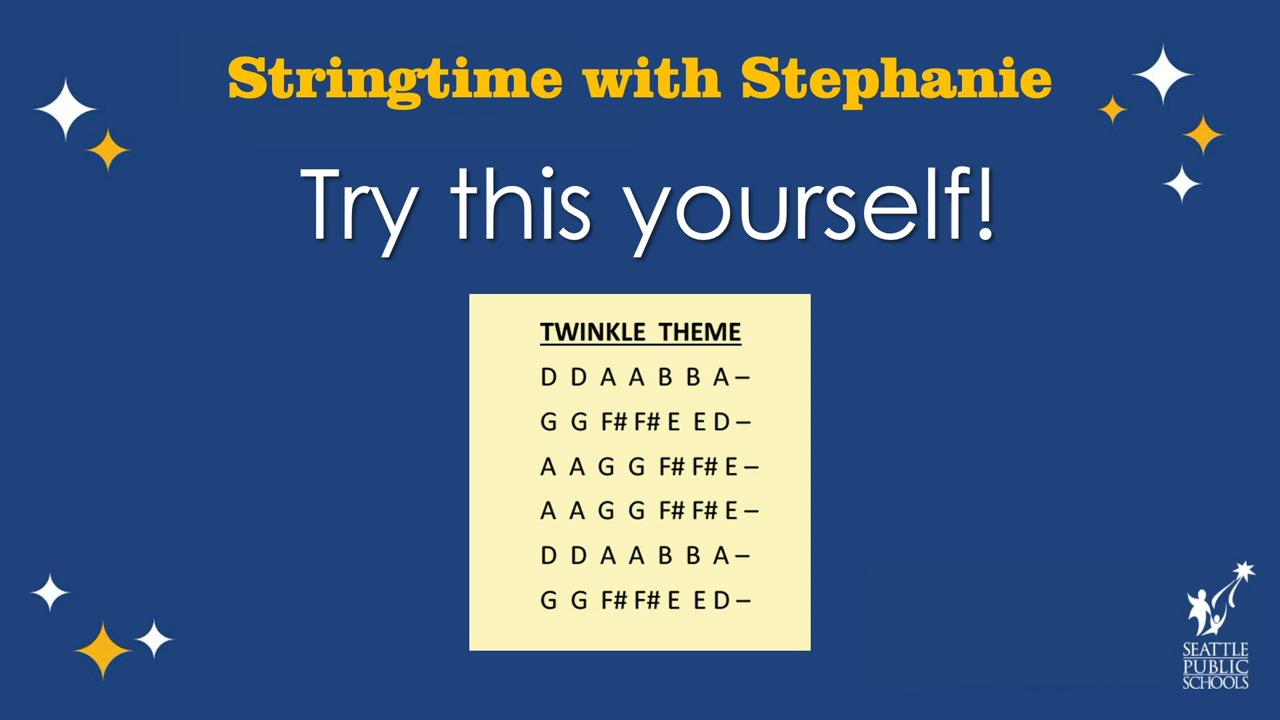 Stringtime with Stephanie
Try this yourself!
TWINKLE THEME
D D A A B B A –
G G F# F# E E D –
A A G G F# F# E –
A A G G F# F# E –
D D A A B B A –
G G F# F# E E D –
SEATTLE
PUBLIC
SCHOOLS